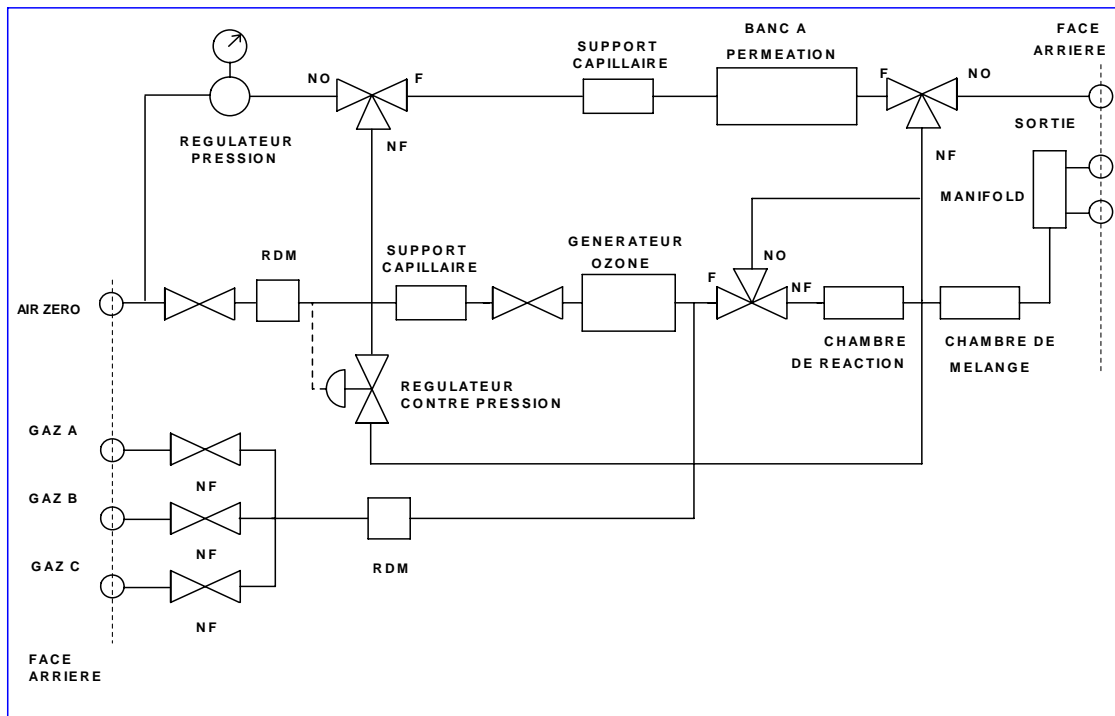 BANC A
PERMEATION
FACE
ARRIERE
SUPPORT
CAPILLAIRE
NO
F
F
NO
REGULATEUR
PRESSION
NF
NF
SORTIE
MANIFOLD
RDM
SUPPORT
CAPILLAIRE
GENERATEUR
OZONE
NO
F
NF
AIR ZERO
CHAMBRE
DE REACTION
CHAMBRE DE
MELANGE
REGULATEUR
CONTRE PRESSION
GAZ A
NF
GAZ B
NF
RDM
GAZ C
NF
FACE
ARRIERE